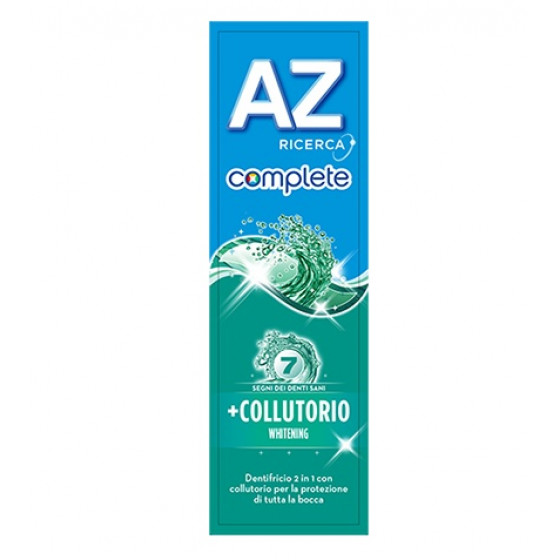 AZ
RICERCA
complete
7
SEGNI DEI DENTI SANI
+COLLUTORIO
WHITENING
Dentifricio 2 in 1 con
collutorio per la protezione
di tutta la bocca